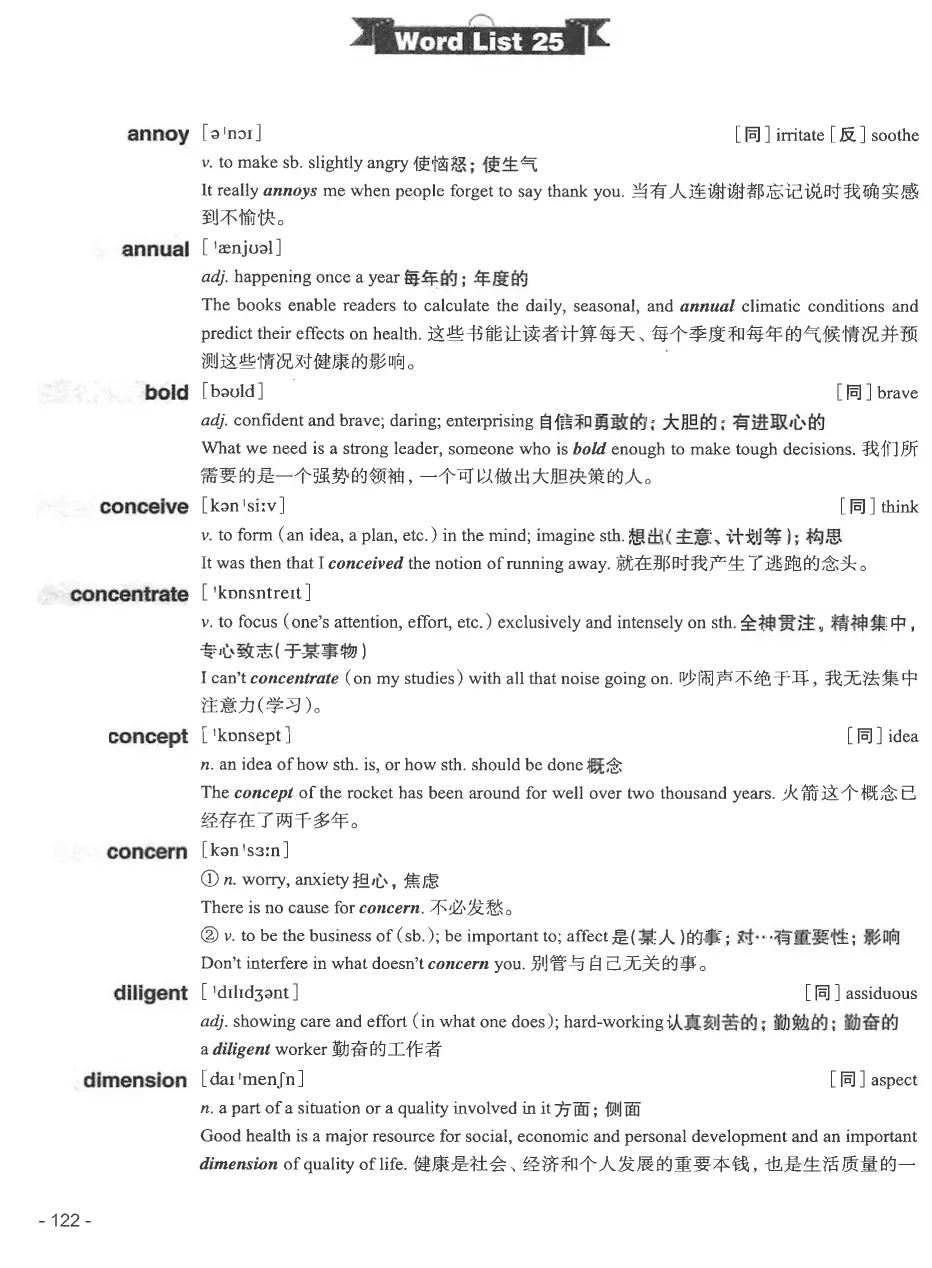 Word List 25
annoy [ə'nɔɪ] [同] irritate [反] soothe
v. to make sb. slightly angry 使恼怒；使生气
It really annoys me when people forget to say thank you. 当有人连谢谢都忘记说时我确实感
到不愉快。
annual ['ænjʊəl]
adj. happening once a year 每年的；年度的
The books enable readers to calculate the daily, seasonal, and annual climatic conditions and
predict their effects on health. 这些书能让读者计算每天、每个季度和每年的气候情况并预
测这些情况对健康的影响。
bold [bəʊld] [同] brave
adj. confident and brave; daring; enterprising 自信和勇敢的；大胆的；有进取心的
What we need is a strong leader, someone who is bold enough to make tough decisions. 我们所
需要的是一个强势的领袖，一个可以做出大胆决策的人。
conceive [kən'siːv] [同] think
v. to form (an idea, a plan, etc.) in the mind; imagine sth. 想出(主意、计划等)；构思
It was then that I conceived the notion of running away. 就在那时我产生了逃跑的念头。
concentrate ['kɒnsntreɪt]
v. to focus (one's attention, effort, etc.) exclusively and intensely on sth. 全神贯注，精神集中，
专心致志(于某事物)
I can't concentrate (on my studies) with all that noise going on. 吵闹声不绝于耳，我无法集中
注意力(学习)。
concept ['kɒnsept] [同] idea
n. an idea of how sth. is, or how sth. should be done 概念
The concept of the rocket has been around for well over two thousand years. 火箭这个概念已
经存在了两千多年。
concern [kən'sɜːn]
① n. worry, anxiety 担心，焦虑
There is no cause for concern. 不必发愁。
② v. to be the business of (sb.); be important to; affect 是(某人)的事；对…有重要性；影响
Don't interfere in what doesn't concern you. 别管与自己无关的事。
diligent ['dɪlɪdʒənt] [同] assiduous
adj. showing care and effort (in what one does); hard-working 认真刻苦的；勤勉的；勤奋的
a diligent worker 勤奋的工作者
dimension [daɪ'menʃn] [同] aspect
n. a part of a situation or a quality involved in it 方面；侧面
Good health is a major resource for social, economic and personal development and an important
dimension of quality of life. 健康是社会、经济和个人发展的重要本钱，也是生活质量的一
- 122 -